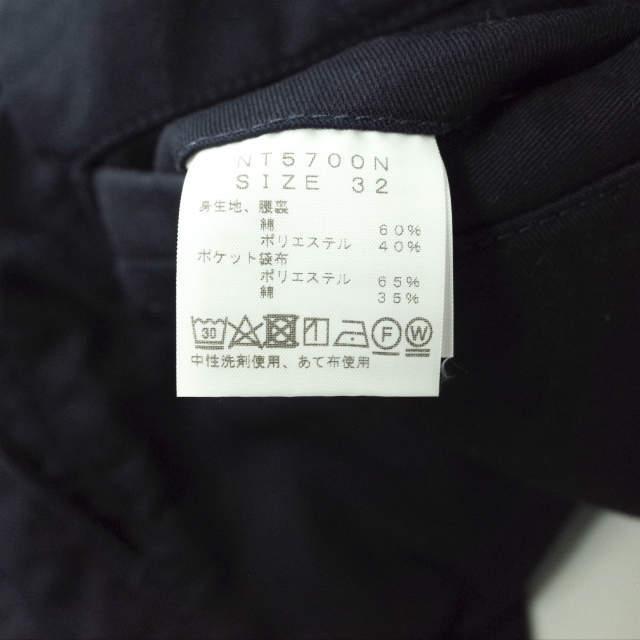 NT5700N
SIZE 32
身生地、腰裏
綿 60%
ポリエステル 40%
ポケット袋布
ポリエステル 65%
綿 35%
30 F W
中性洗剤使用、あて布使用